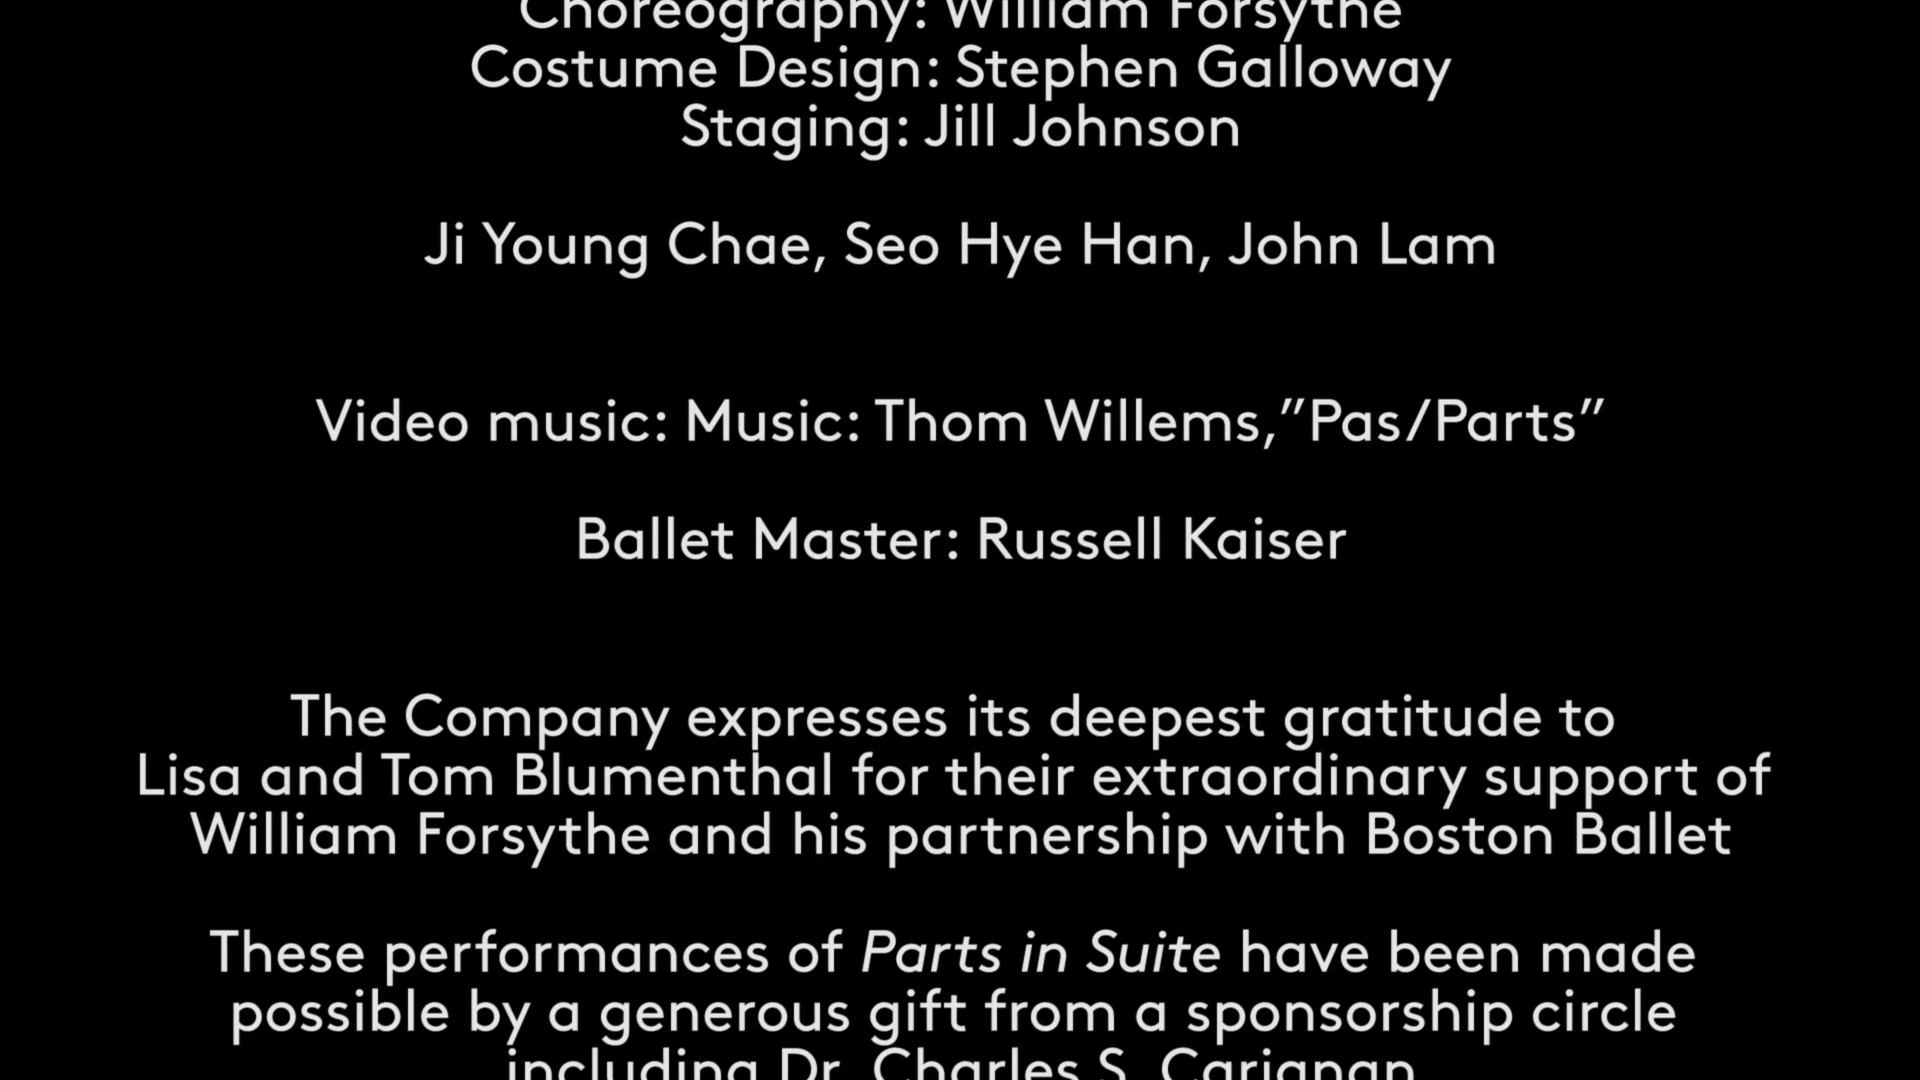 Choreography: William Forsythe
Costume Design: Stephen Galloway
Staging: Jill Johnson
Ji Young Chae, Seo Hye Han, John Lam
Video music: Music: Thom Willems,”Pas/Parts”
Ballet Master: Russell Kaiser
The Company expresses its deepest gratitude to
Lisa and Tom Blumenthal for their extraordinary support of
William Forsythe and his partnership with Boston Ballet
These performances of Parts in Suite have been made
possible by a generous gift from a sponsorship circle
including Dr. Charles S. Carignan